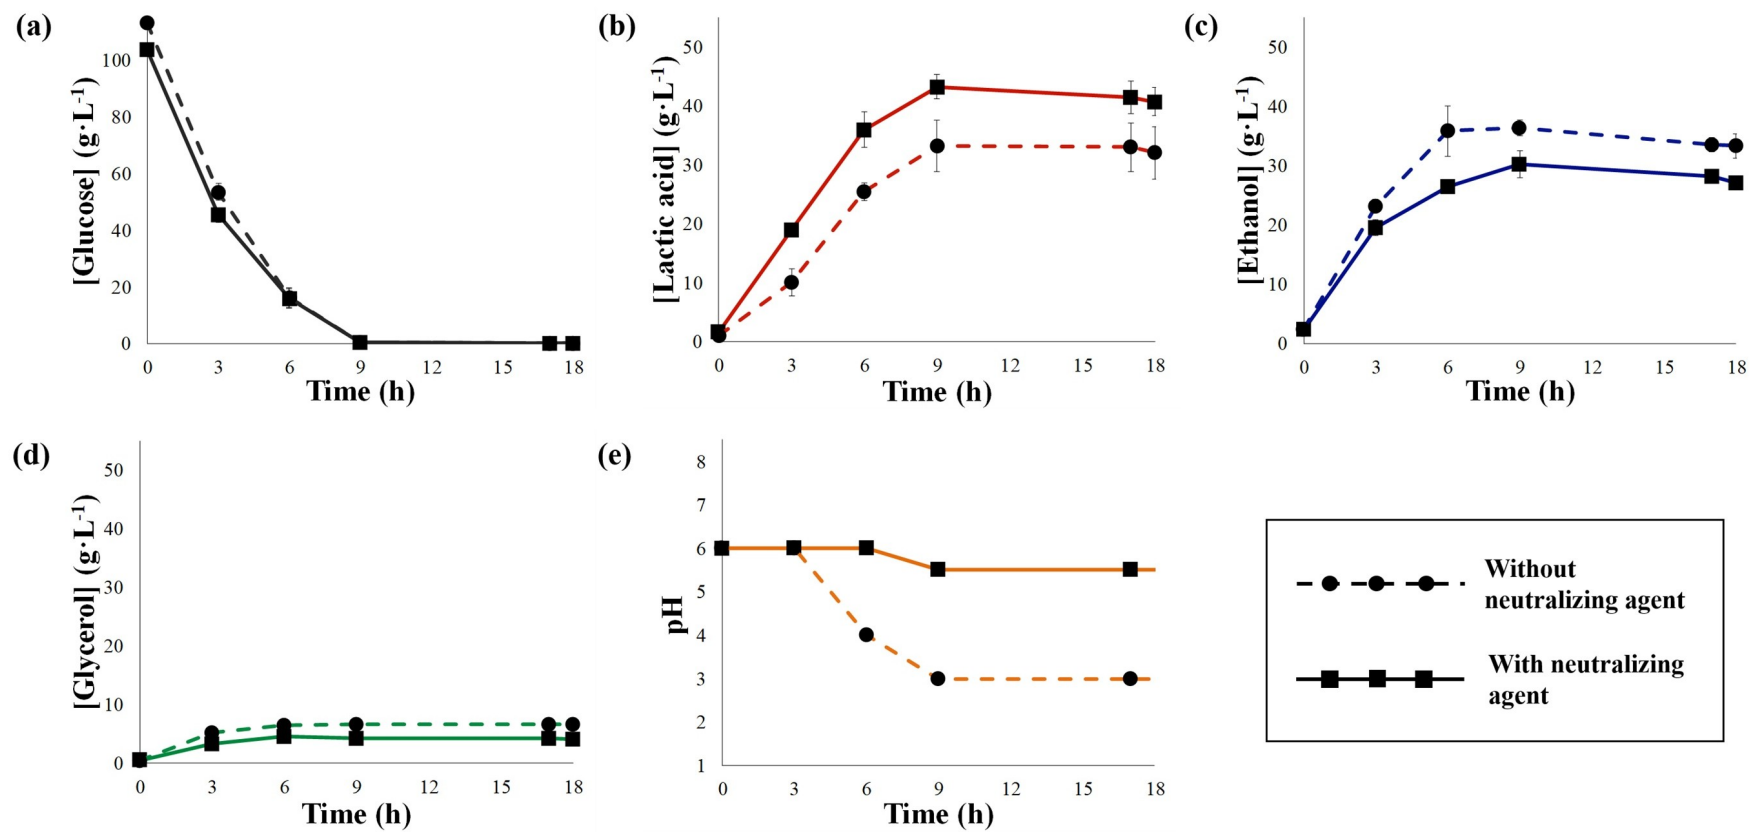 (a)
[Glucose] (g·L⁻¹)
100
80
60
40
20
0
0 3 6 9 12 15 18
Time (h)
(b)
[Lactic acid] (g·L⁻¹)
50
40
30
20
10
0
0 3 6 9 12 15 18
Time (h)
(c)
[Ethanol] (g·L⁻¹)
50
40
30
20
10
0
0 3 6 9 12 15 18
Time (h)
(d)
[Glycerol] (g·L⁻¹)
50
40
30
20
10
0
0 3 6 9 12 15 18
Time (h)
(e)
pH
8
7
6
5
4
3
2
1
0 3 6 9 12 15 18
Time (h)
Without
neutralizing agent
With neutralizing
agent